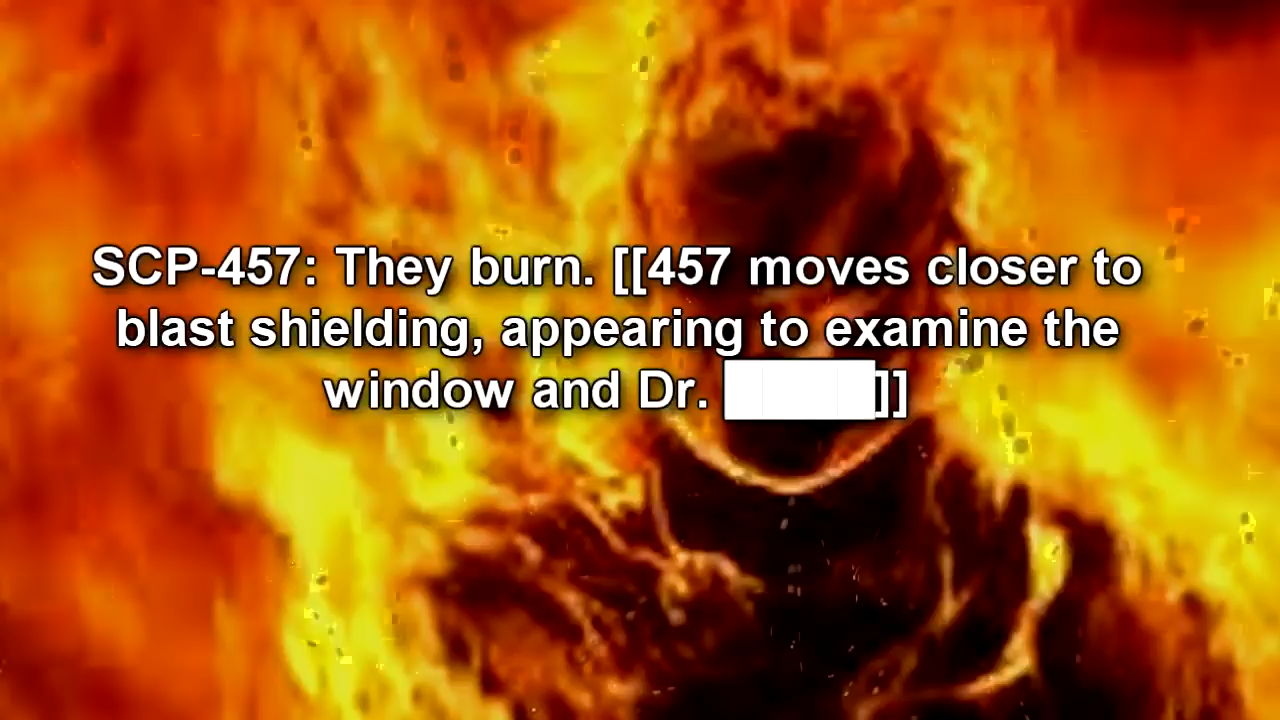 SCP-457: They burn. [[457 moves closer to
blast shielding, appearing to examine the
window and Dr. ████]]